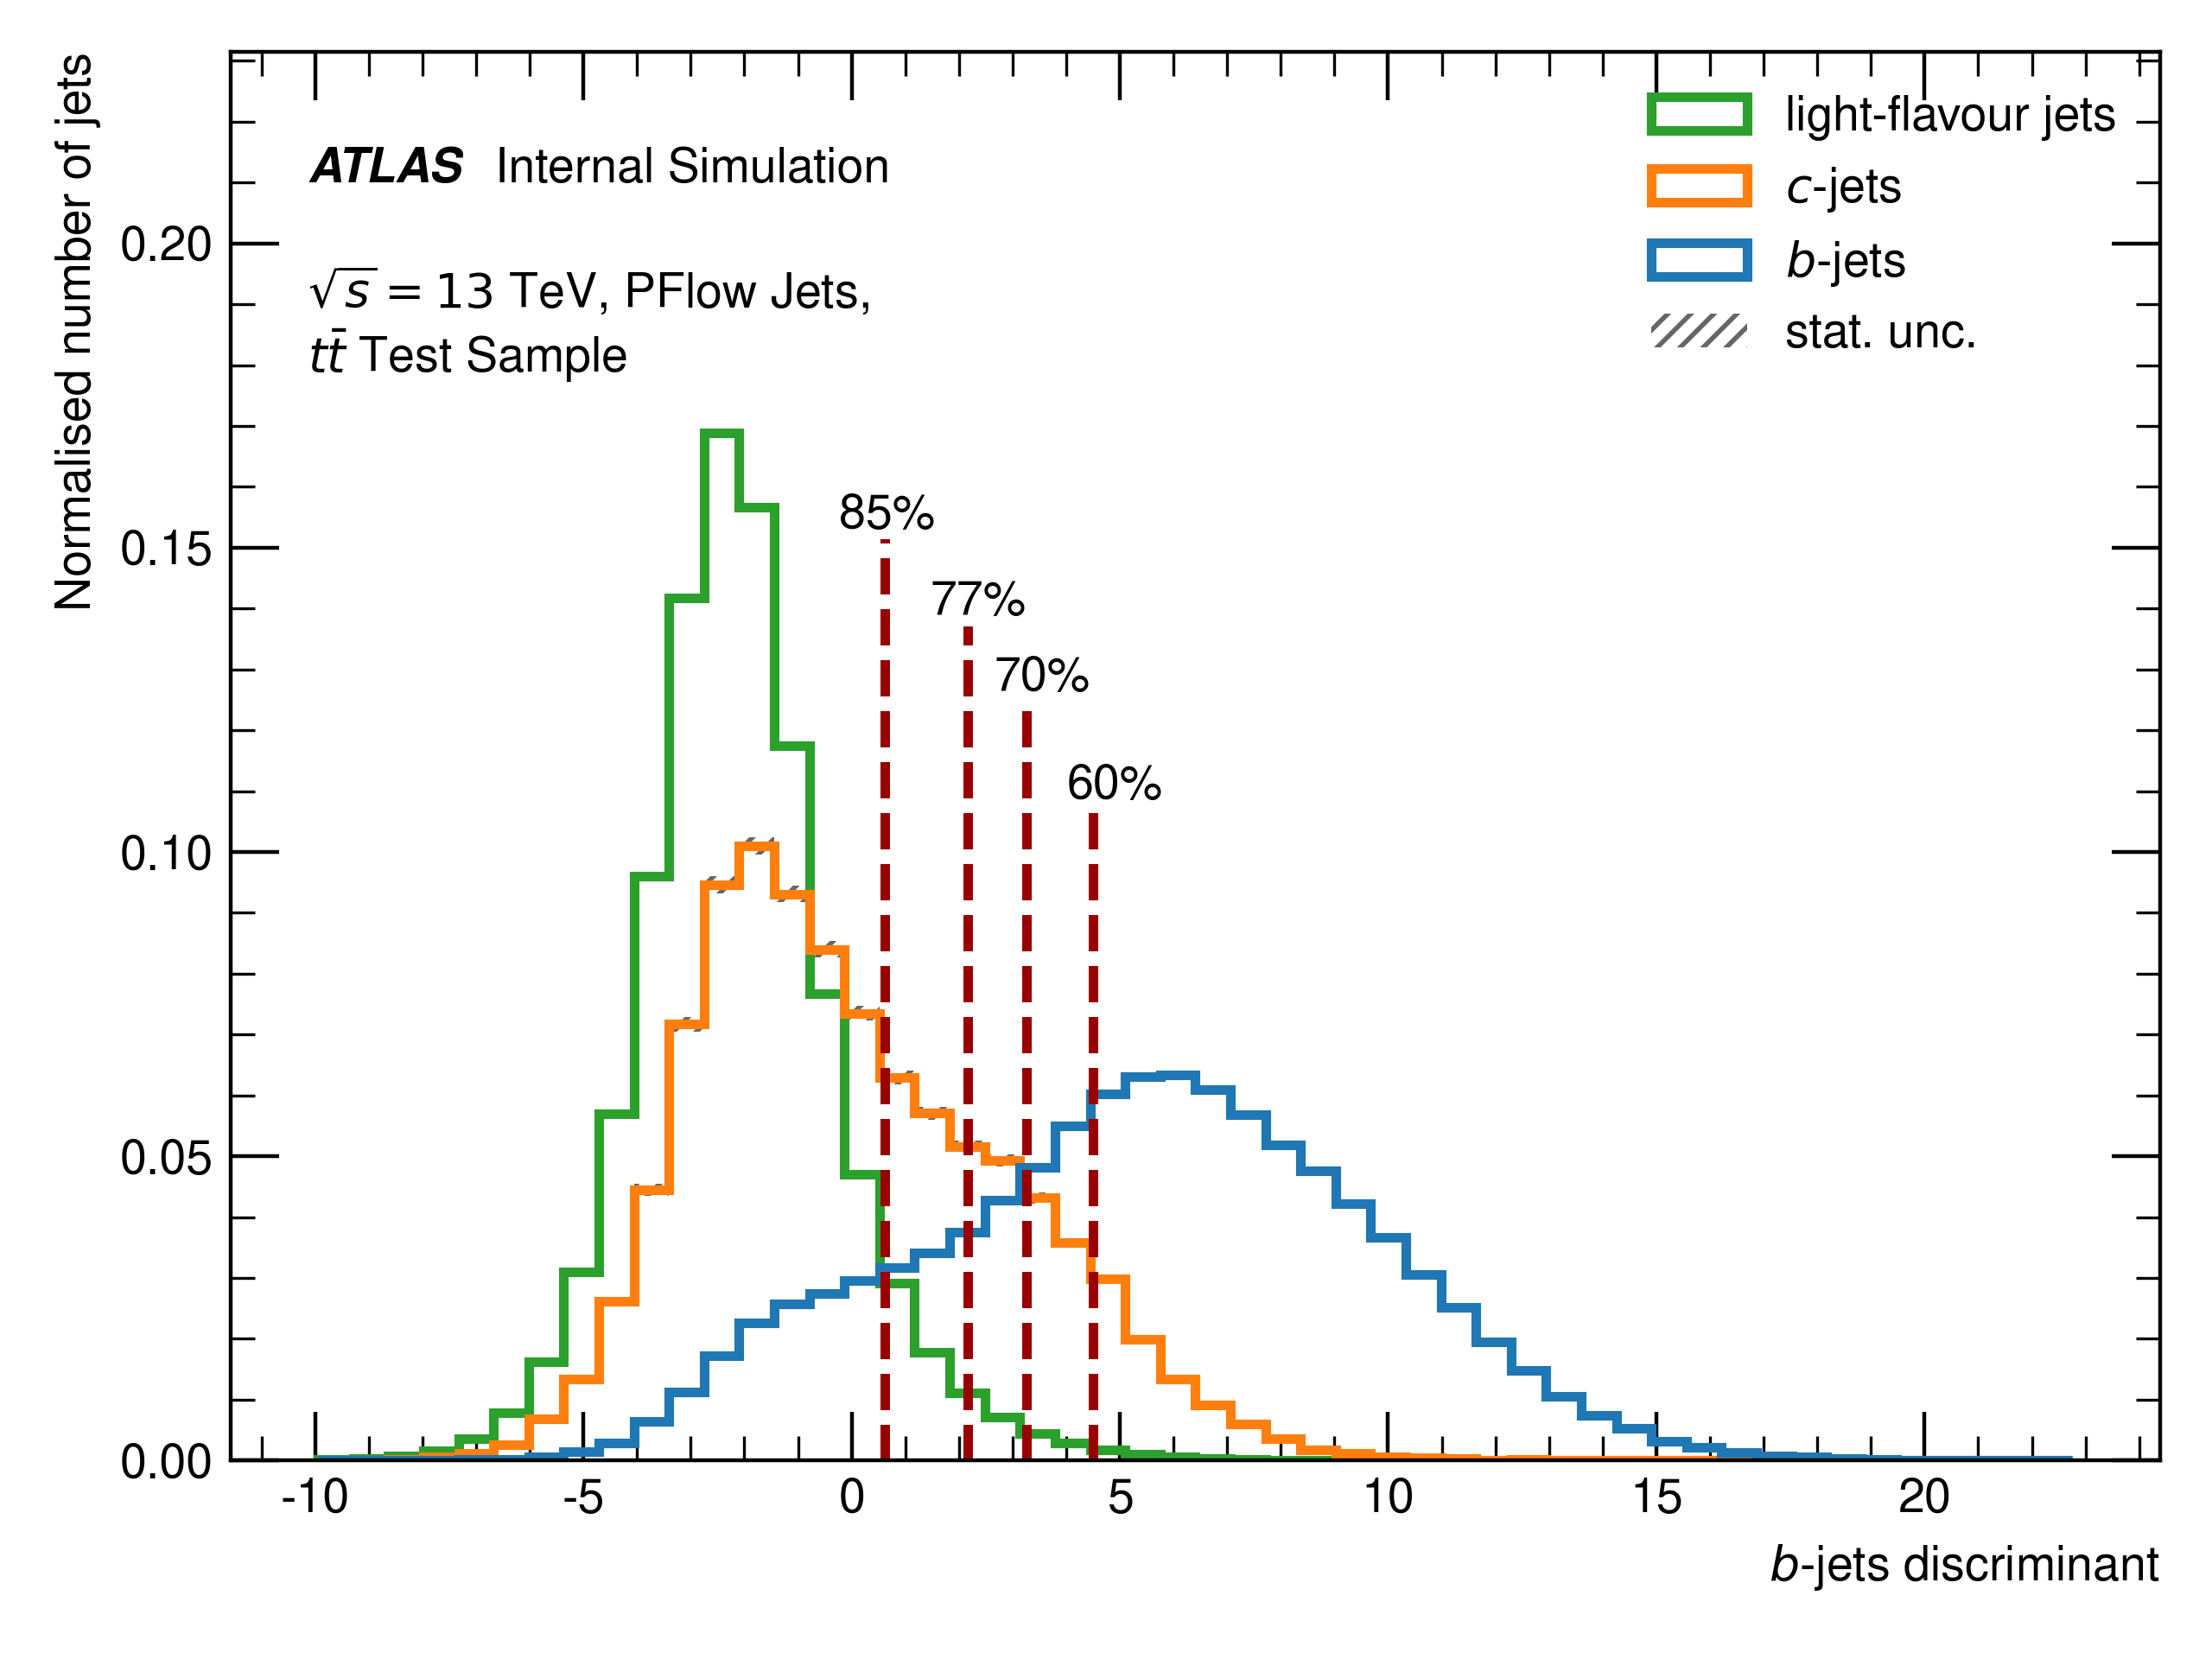 Normalised number of jets
ATLAS Internal Simulation
√s = 13 TeV, PFlow Jets,
tt̄ Test Sample
light-flavour jets
c-jets
b-jets
stat. unc.
85%
77%
70%
60%
0.20
0.15
0.10
0.05
0.00
-10 -5 0 5 10 15 20
b-jets discriminant